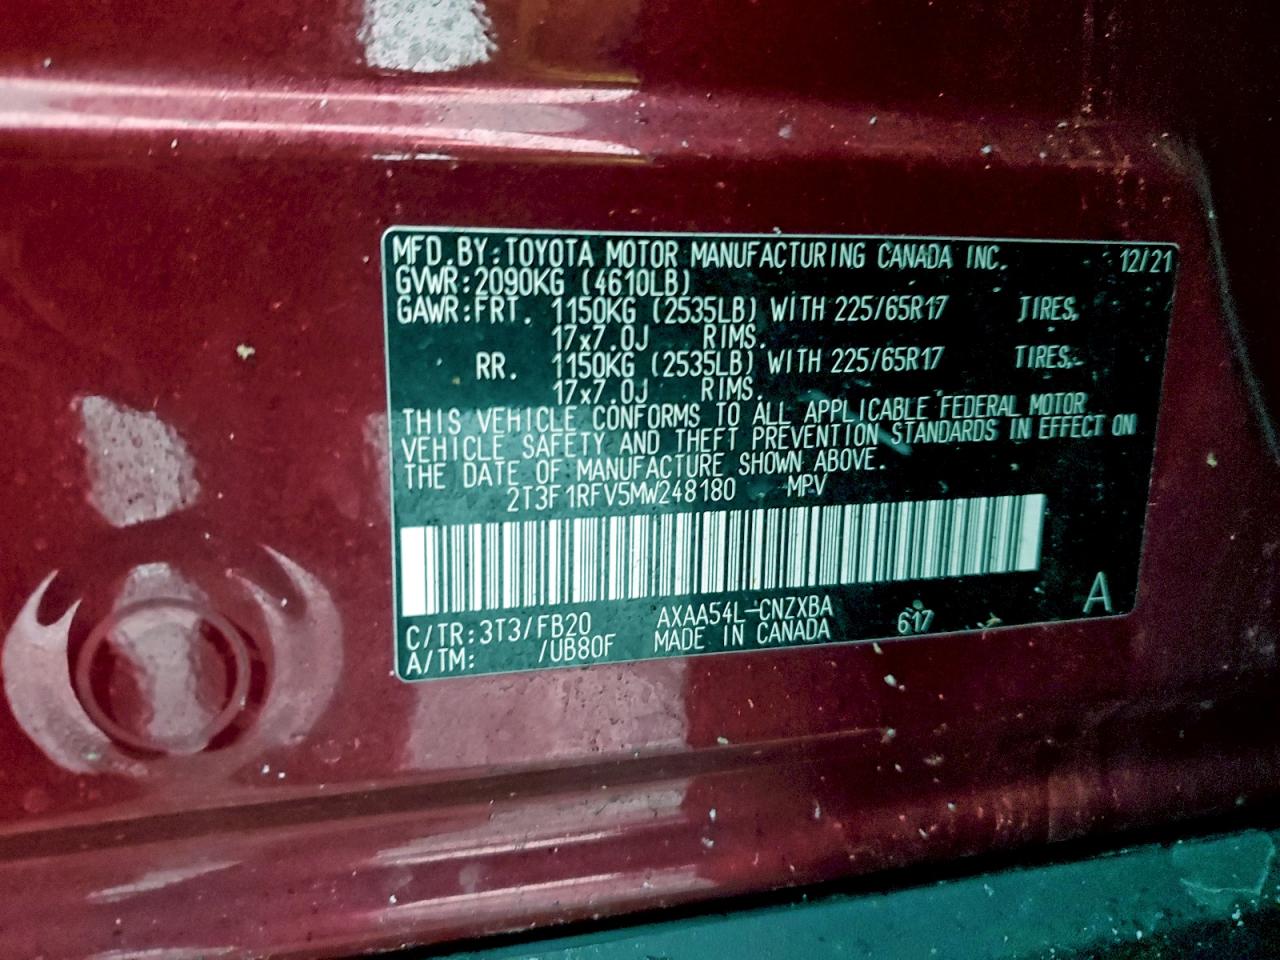 MFD.BY:TOYOTA MOTOR MANUFACTURING CANADA INC. 12/21
GVWR:2090KG (4610LB)
GAWR:FRT. 1150KG (2535LB) WITH 225/65R17 TIRES,
17x7.0J RIMS.
RR. 1150KG (2535LB) WITH 225/65R17 TIRES,
17x7.0J RIMS.
THIS VEHICLE CONFORMS TO ALL APPLICABLE FEDERAL MOTOR
VEHICLE SAFETY AND THEFT PREVENTION STANDARDS IN EFFECT ON
THE DATE OF MANUFACTURE SHOWN ABOVE.
2T3F1RFV5MW248180 MPV
C/TR:3T3/FB20 AXAA54L-CNZXBA 617 A
A/TM: /UB80F MADE IN CANADA